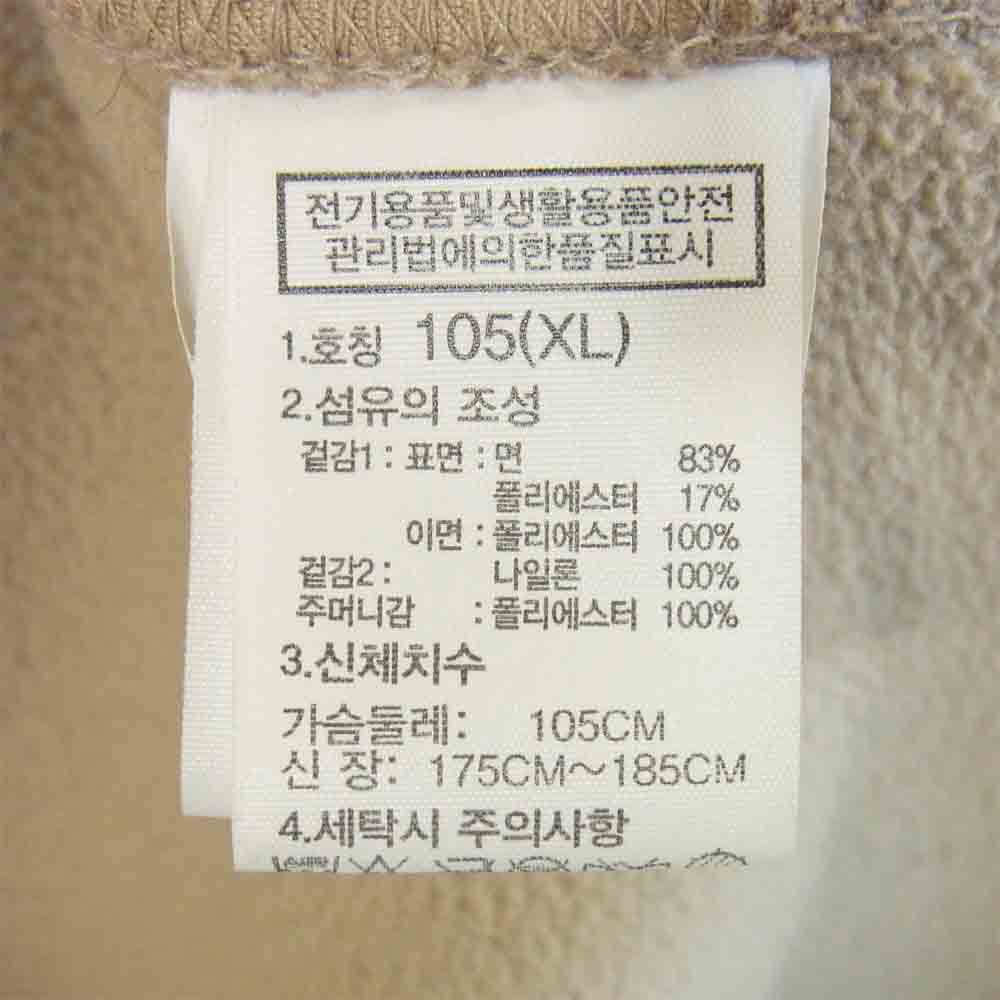 전기용품및생활용품안전
관리법에의한품질표시
1.호칭 105(XL)
2.섬유의 조성
겉감1 : 표면 : 면 83%
폴리에스터 17%
이면 : 폴리에스터 100%
겉감2 : 나일론 100%
주머니감 : 폴리에스터 100%
3.신체치수
가슴둘레: 105CM
신 장: 175CM~185CM
4.세탁시 주의사항